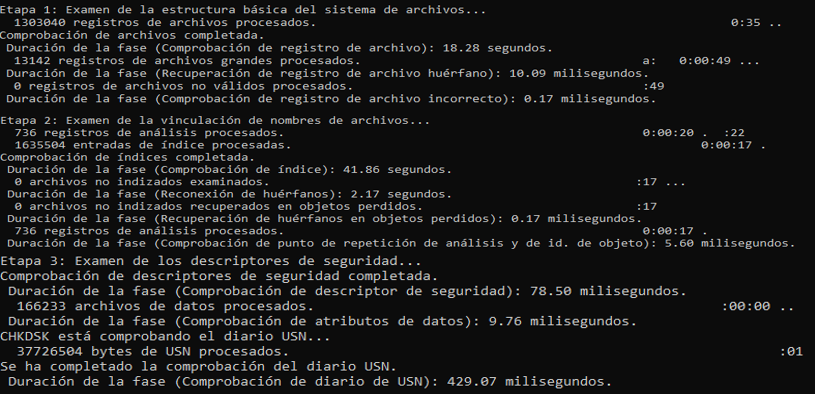 Etapa 1: Examen de la estructura básica del sistema de archivos...
1303040 registros de archivos procesados. 0:35 ..
Comprobación de archivos completada.
Duración de la fase (Comprobación de registro de archivo): 18.28 segundos.
13142 registros de archivos grandes procesados. a: 0:00:49 ...
Duración de la fase (Recuperación de registro de archivo huérfano): 10.09 milisegundos.
0 registros de archivos no válidos procesados. :49
Duración de la fase (Comprobación de registro de archivo incorrecto): 0.17 milisegundos.
Etapa 2: Examen de la vinculación de nombres de archivos...
736 registros de análisis procesados. 0:00:20 . :22
1635504 entradas de índice procesadas. 0:00:17 .
Comprobación de índices completada.
Duración de la fase (Comprobación de índice): 41.86 segundos.
0 archivos no indizados examinados. :17 ...
Duración de la fase (Reconexión de huérfanos): 2.17 segundos.
0 archivos no indizados recuperados en objetos perdidos. :17
Duración de la fase (Recuperación de huérfanos en objetos perdidos): 0.17 milisegundos.
736 registros de análisis procesados. 0:00:17 .
Duración de la fase (Comprobación de punto de repetición de análisis y de id. de objeto): 5.60 milisegundos.
Etapa 3: Examen de los descriptores de seguridad...
Comprobación de descriptores de seguridad completada.
Duración de la fase (Comprobación de descriptor de seguridad): 78.50 milisegundos.
166233 archivos de datos procesados. :00:00 ..
Duración de la fase (Comprobación de atributos de datos): 9.76 milisegundos.
CHKDSK está comprobando el diario USN...
37726504 bytes de USN procesados. :01
Se ha completado la comprobación del diario USN.
Duración de la fase (Comprobación de diario de USN): 429.07 milisegundos.